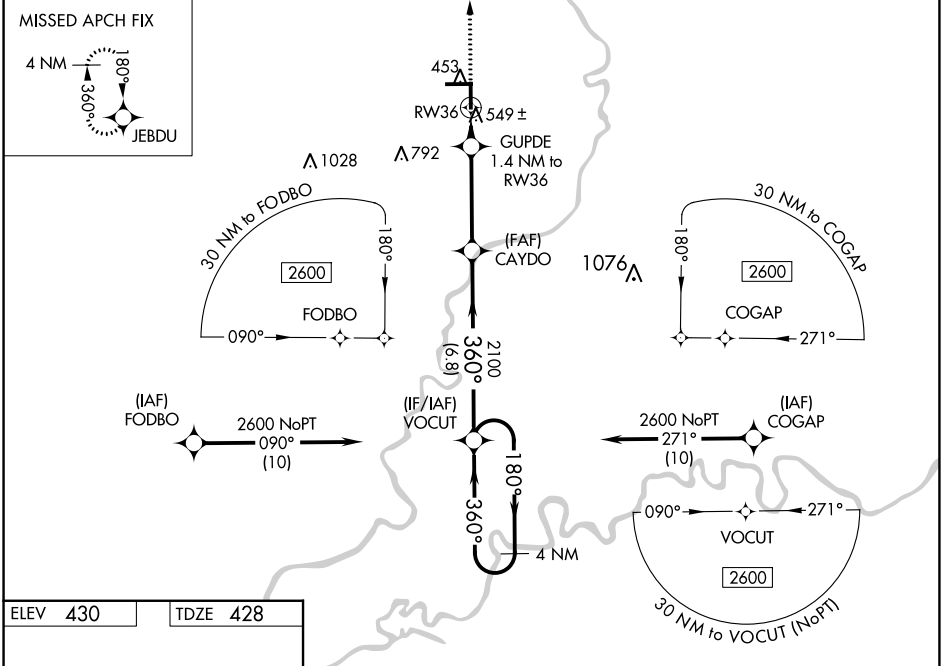 MISSED APCH FIX
4 NM
180°
360°
JEBDU
453
RW36
549 ±
GUPDE
1.4 NM to
RW36
1028
792
30 NM to FODBO
180°
2600
FODBO
090°
(FAF)
CAYDO
1076
30 NM to COGAP
180°
2600
COGAP
271°
2100
360°
(6.8)
(IAF)
FODBO
2600 NoPT
090°
(10)
(IF/IAF)
VOCUT
180°
360°
4 NM
2600 NoPT
271°
(10)
(IAF)
COGAP
090°
271°
VOCUT
2600
30 NM to VOCUT (NoPT)
ELEV 430
TDZE 428